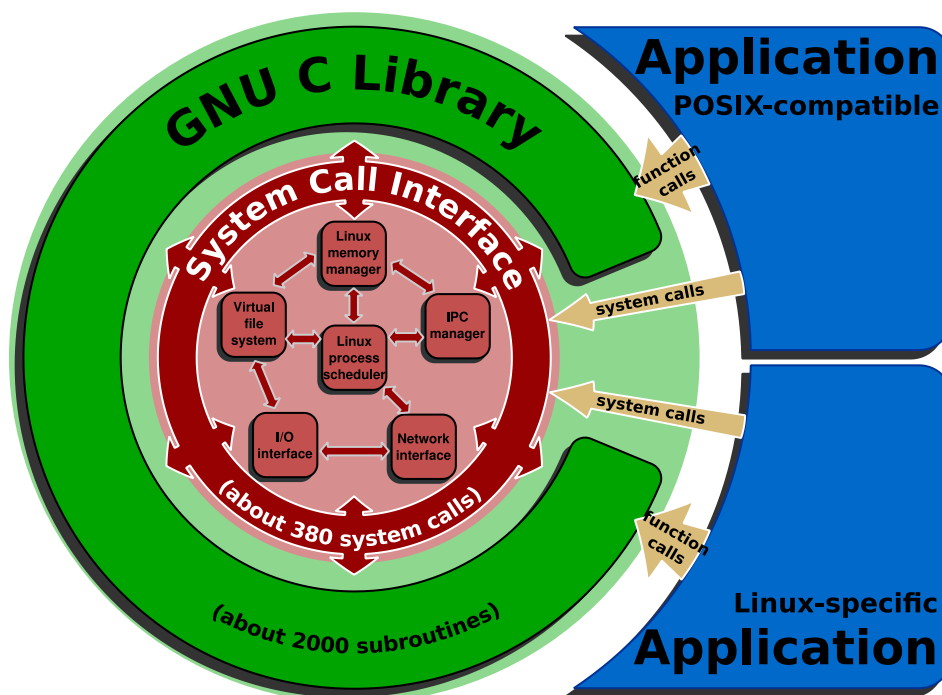 Application
POSIX-compatible
GNU C Library
function
calls
System Call Interface
Linux
memory
manager
system calls
Virtual
file
system
IPC
manager
Linux
process
scheduler
system calls
I/O
interface
Network
interface
(about 380 system calls)
function
calls
(about 2000 subroutines)
Linux-specific
Application